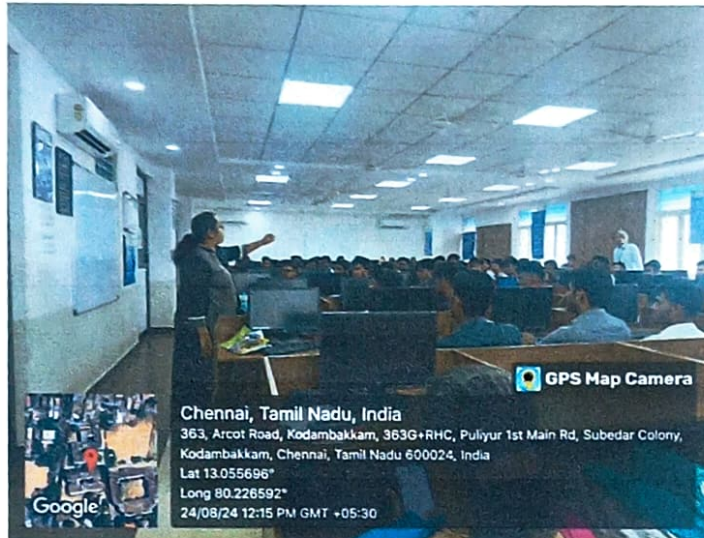 GPS Map Camera
Chennai, Tamil Nadu, India
363, Arcot Road, Kodambakkam, 363G+RHC, Puliyur 1st Main Rd, Subedar Colony,
Kodambakkam, Chennai, Tamil Nadu 600024, India
Lat 13.055696°
Long 80.226592°
24/08/24 12:15 PM GMT +05:30
Google